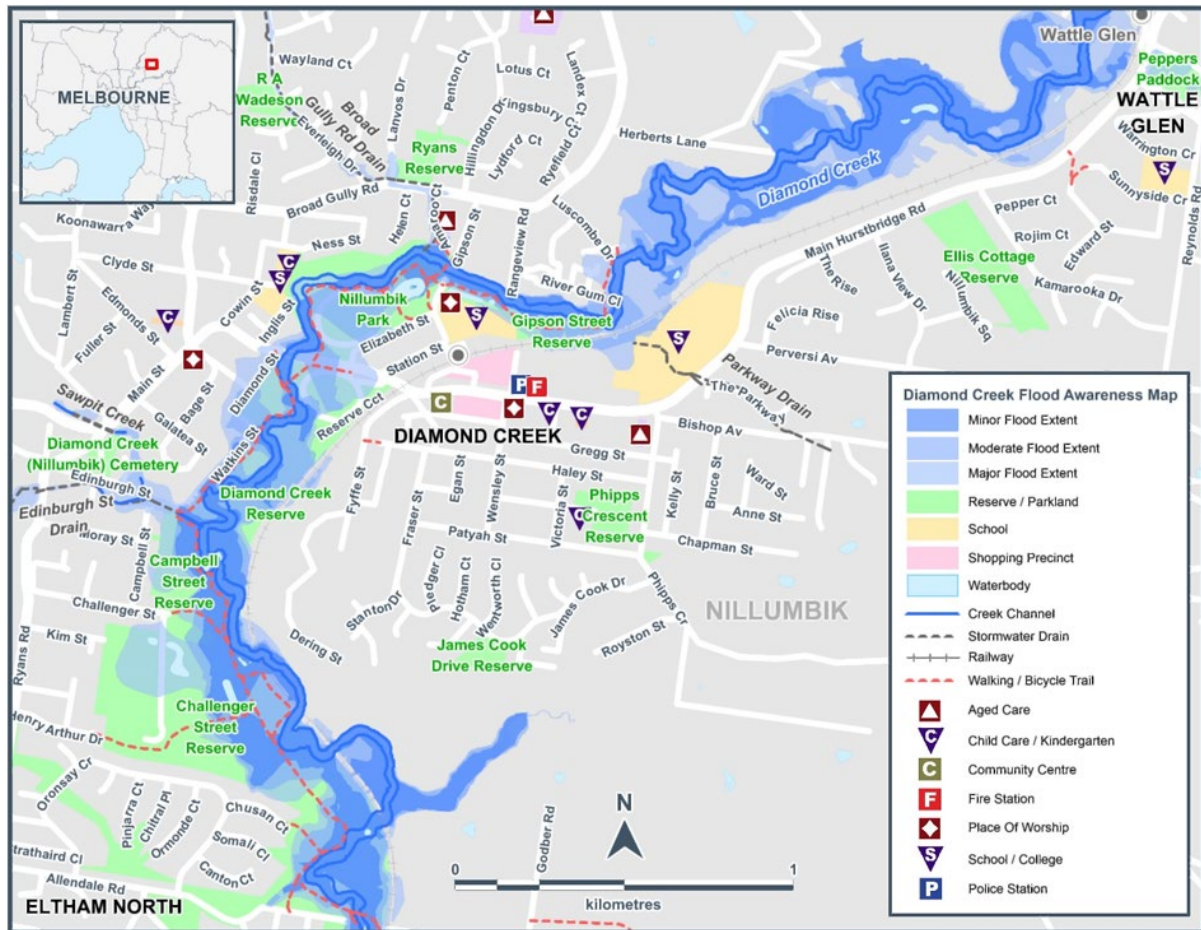 MELBOURNE
Wayland Ct
R A
Wadeson
Reserve
Everleigh Dr
Broad
Gully Rd Drain
Lanvos Dr
Penton Ct
Lotus Ct
Kingsbury Ct
Landex Ct
Hillingdon Dr
Lydford Ct
Ryefield Ct
Ryans
Reserve
Herberts Lane
Wattle Glen
Peppers
Paddock
WATTLE
GLEN
Warrington Cr
S
Sunnyside Cr
Reynolds Rd
Diamond Creek
Main Hurstbridge Rd
Pepper Ct
Rojim Ct
Edward St
Kamarooka Dr
Ellis Cottage
Reserve
The Rise
Ilana View Dr
Nillumbik Sq
Felicia Rise
Perversi Av
Risdale Cl
Koonawarra Way
Broad Gully Rd
Helen Ct
Amaroo Ct
Gipson St
Rangeview Rd
Luscombe Dr
River Gum Cl
Ness St
Clyde St
C
S
Cowin St
Inglis St
Lambert St
Edmonds St
Fuller St
C
Main St
Bage St
Galatea St
Diamond St
Watkins St
Nillumbik
Park
Elizabeth St
Station St
S
Gipson Street
Reserve
S
Parkway Drain
The Parkway
P
F
C
C
C
DIAMOND CREEK
Bishop Av
Reserve Cct
Sawpit Creek
Diamond Creek
(Nillumbik) Cemetery
Edinburgh St
Edinburgh St
Drain
Diamond Creek
Reserve
Moray St
Campbell St
Campbell
Street
Reserve
Challenger St
Kim St
Ryans Rd
Gregg St
Haley St
Fyffe St
Fraser St
Egan St
Wensley St
Victoria St
Kelly St
Bruce St
Ward St
Anne St
Phipps
Crescent
Reserve
C
Patyah St
Chapman St
Pledger Cl
Hotham Ct
Wentworth Cl
Stanton Dr
James Cook Dr
Phipps Cr
Royston St
Dering St
James Cook
Drive Reserve
NILLUMBIK
Challenger
Street
Reserve
Henry Arthur Dr
Oronsay Cr
Pinjarra Ct
Chitral Pl
Ormonde Ct
Chusan Ct
Somali Cl
Canton Ct
Strathaird Cl
Allendale Rd
ELTHAM NORTH
Godber Rd
N
0 1
kilometres
Diamond Creek Flood Awareness Map
Minor Flood Extent
Moderate Flood Extent
Major Flood Extent
Reserve / Parkland
School
Shopping Precinct
Waterbody
Creek Channel
Stormwater Drain
Railway
Walking / Bicycle Trail
Aged Care
C Child Care / Kindergarten
C Community Centre
F Fire Station
Place Of Worship
S School / College
P Police Station